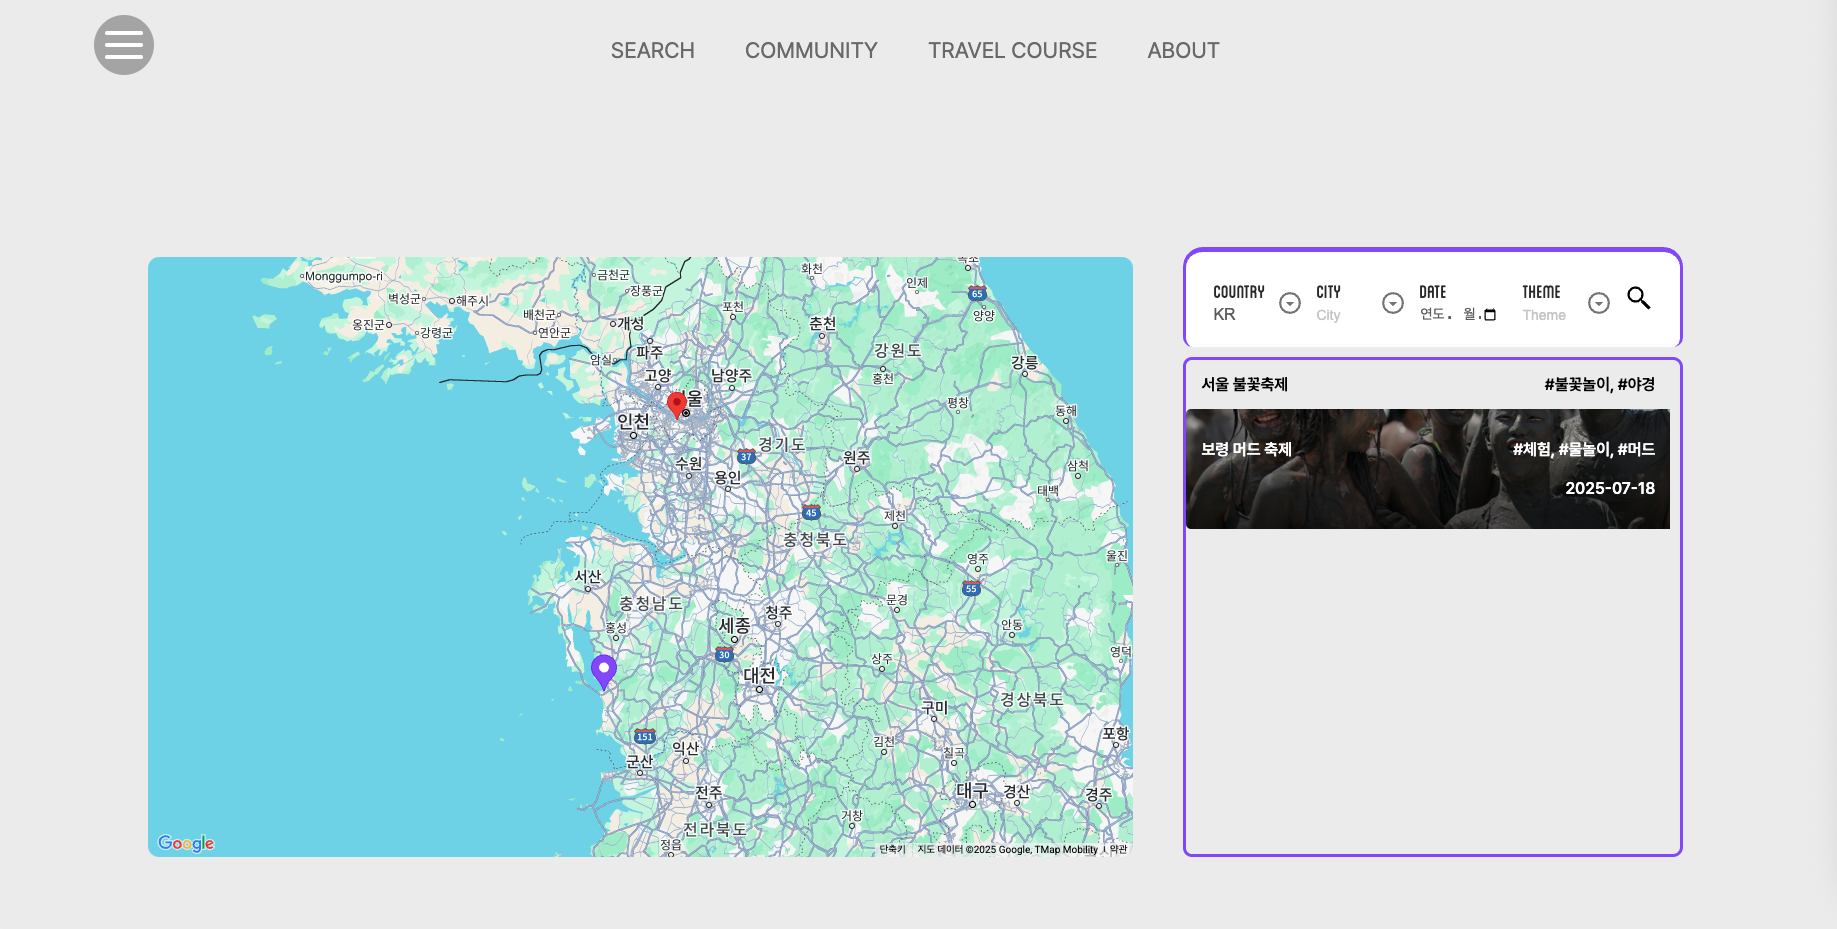 SEARCH
COMMUNITY
TRAVEL COURSE
ABOUT
Monggumpo-ri
벽성군
해주시
옹진군
강령군
배천군
연안군
금천군
장풍군
개성
암실
파주
고양
남양주
포천
화천
춘천
인제
속초
65
양양
강원도
홍천
강릉
평창
동해
울
인천
경기도
37
수원
용인
원주
삼척
태백
45
제천
충청북도
영주
울진
55
서산
충청남도
홍성
세종
청주
문경
안동
30
대전
상주
영덕
경상북도
구미
151
익산
군산
김천
칠곡
포항
전주
대구
경산
경주
전라북도
거창
정읍
Google
단축키
지도 데이터 ©2025 Google, TMap Mobility
약관
COUNTRY
KR
CITY
City
DATE
연도. 월.
THEME
Theme
서울 불꽃축제
#불꽃놀이, #야경
보령 머드 축제
#체험, #물놀이, #머드
2025-07-18